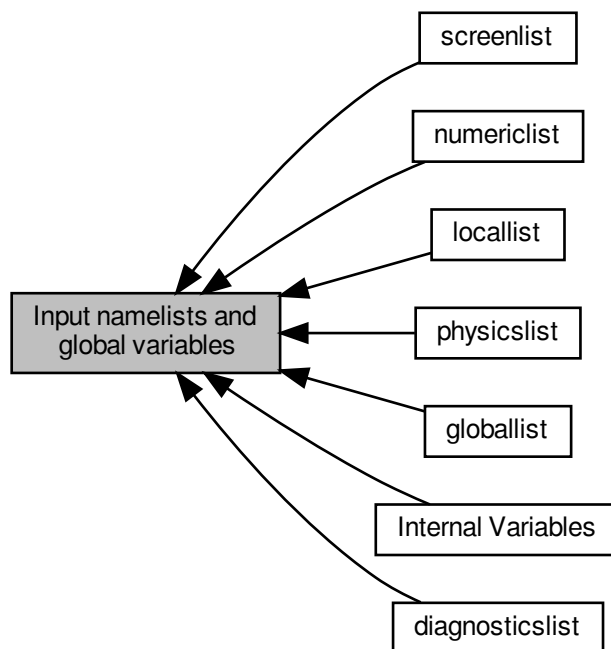 screenlist
numericlist
locallist
Input namelists and
global variables
physicslist
globallist
Internal Variables
diagnosticslist